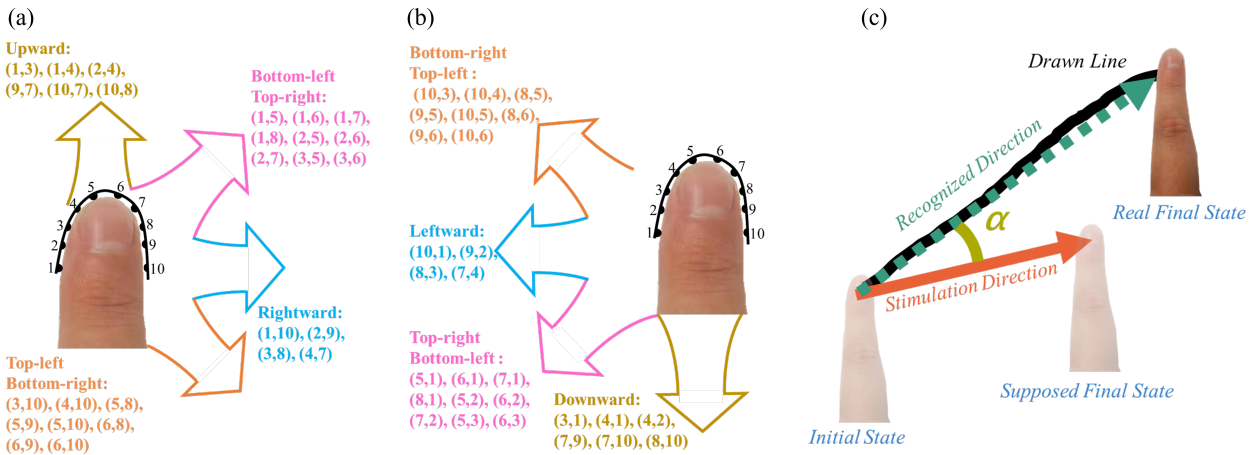 (a)
Upward:
(1,3), (1,4), (2,4),
(9,7), (10,7), (10,8)
Bottom-left
Top-right:
(1,5), (1,6), (1,7),
(1,8), (2,5), (2,6),
(2,7), (3,5), (3,6)
1
2
3
4
5
6
7
8
9
10
Rightward:
(1,10), (2,9),
(3,8), (4,7)
Top-left
Bottom-right:
(3,10), (4,10), (5,8),
(5,9), (5,10), (6,8),
(6,9), (6,10)
(b)
Bottom-right
Top-left :
(10,3), (10,4), (8,5),
(9,5), (10,5), (8,6),
(9,6), (10,6)
1
2
3
4
5
6
7
8
9
10
Leftward:
(10,1), (9,2),
(8,3), (7,4)
Top-right
Bottom-left :
(5,1), (6,1), (7,1),
(8,1), (5,2), (6,2),
(7,2), (5,3), (6,3)
Downward:
(3,1), (4,1), (4,2),
(7,9), (7,10), (8,10)
(c)
Drawn Line
Recognized Direction
α
Real Final State
Stimulation Direction
Supposed Final State
Initial State